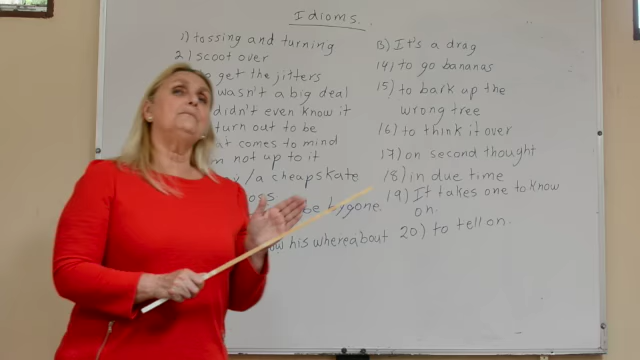 Idioms.
1) tossing and turning
2) scoot over
get the jitters
wasn't a big deal
didn't even know it
turn out to be
comes to mind
not up to it
/a cheapskate
be bygone.
his whereabout
13) It's a drag
14) to go bananas
15) to bark up the
wrong tree
16) to think it over
17) on second thought
18) in due time
19) It takes one to know
on.
20) to tell on.